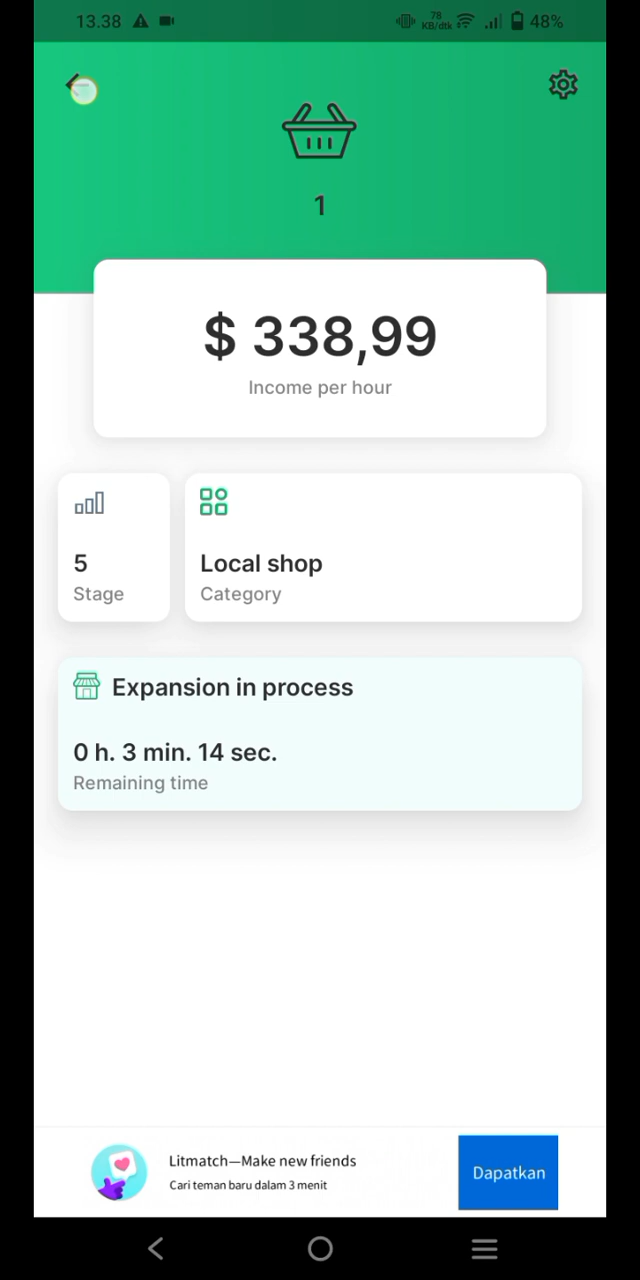 13.38
78
KB/dtk
48%
1
$ 338,99
Income per hour
5
Stage
Local shop
Category
Expansion in process
0 h. 3 min. 14 sec.
Remaining time
Litmatch—Make new friends
Cari teman baru dalam 3 menit
Dapatkan